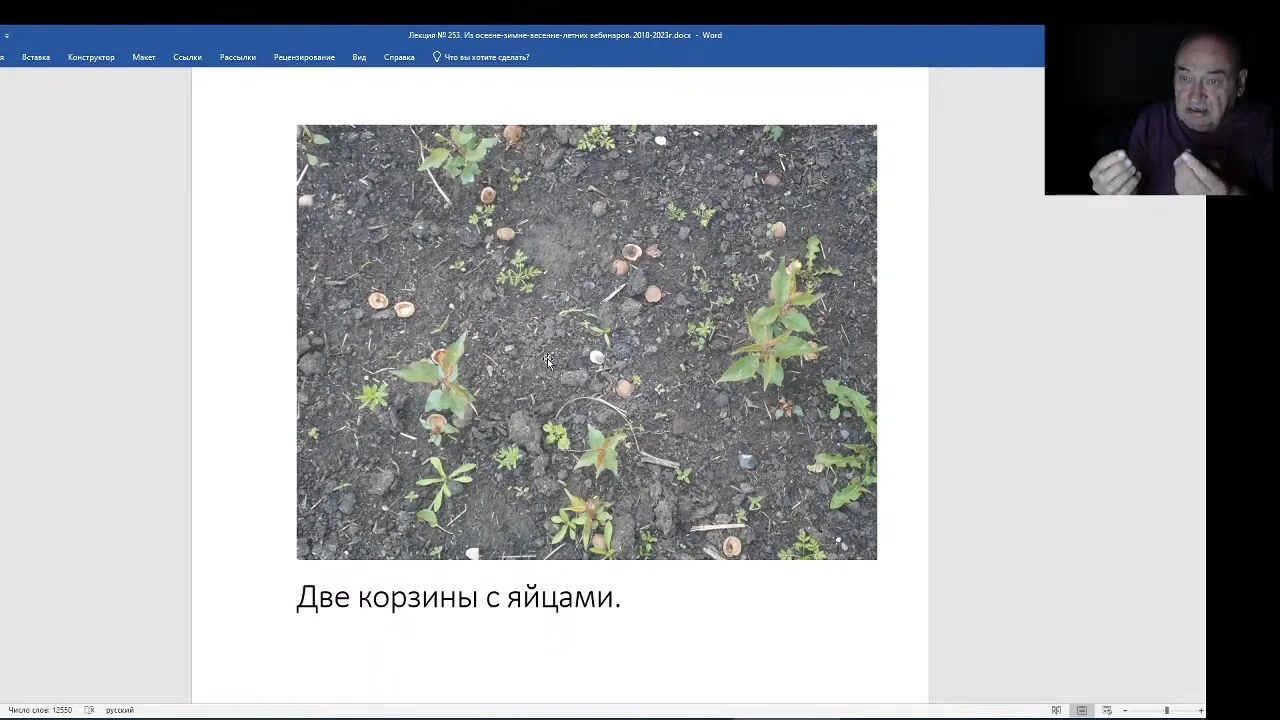 Лекция № 253. Из осеене-зимне-весенне-летних вебинаров. 2018-2023г.docx - Word
я Вставка Конструктор Макет Ссылки Рассылки Рецензирование Вид Справка Что вы хотите сделать?
Две корзины с яйцами.
Число слов: 12550 русский